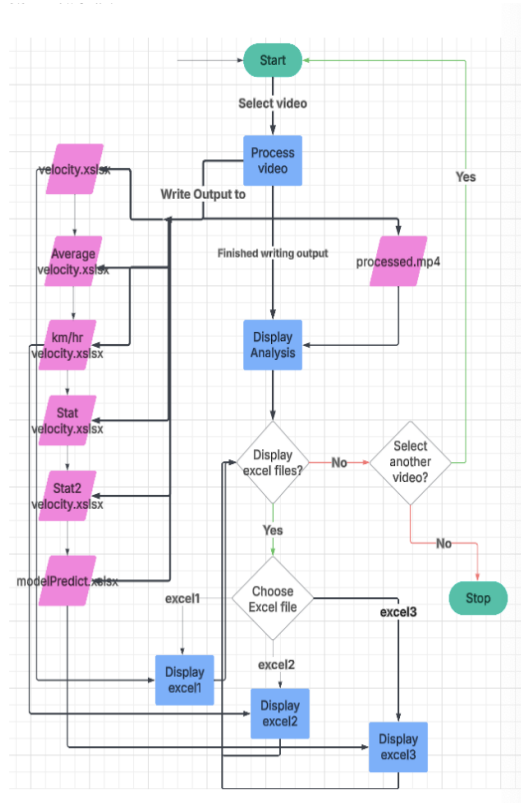 Start
Select video
Process
video
velocity.xslsx
Write Output to
Yes
Average
velocity.xslsx
Finished writing output
processed.mp4
km/hr
velocity.xslsx
Display
Analysis
Stat
velocity.xslsx
Display
excel files?
No
Select
another
video?
Stat2
velocity.xslsx
Yes
No
modelPredict.xslsx
Choose
Excel file
Stop
excel1
excel3
excel2
Display
excel1
Display
excel2
Display
excel3